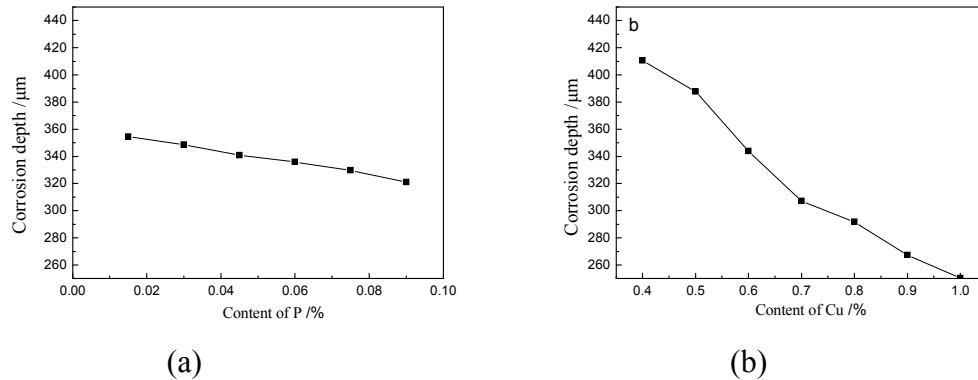 440
420
400
380
360
340
320
300
280
260
0.00 0.02 0.04 0.06 0.08 0.10
Corrosion depth /μm
Content of P /%
(a)
b
440
420
400
380
360
340
320
300
280
260
0.4 0.5 0.6 0.7 0.8 0.9 1.0
Corrosion depth /μm
Content of Cu /%
(b)